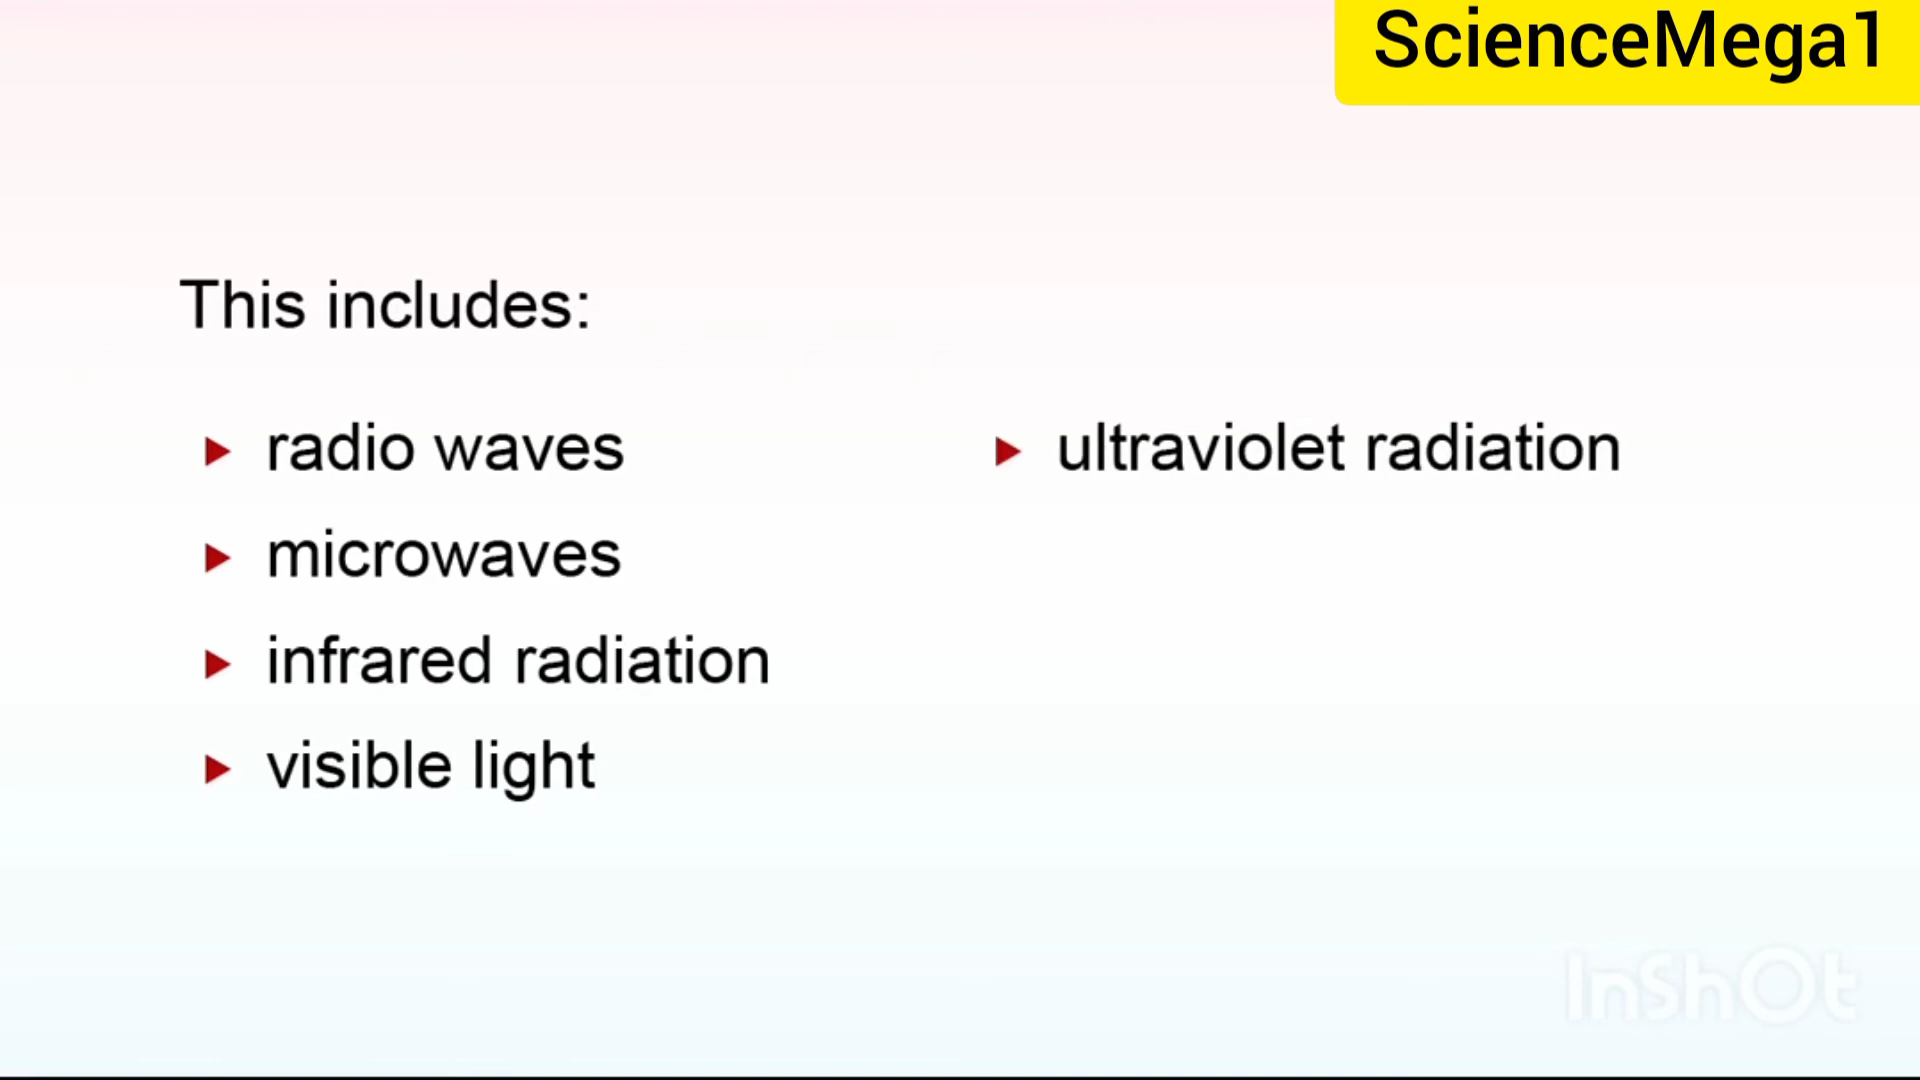 ScienceMega1
This includes:
radio waves
microwaves
infrared radiation
visible light
ultraviolet radiation
InShOt